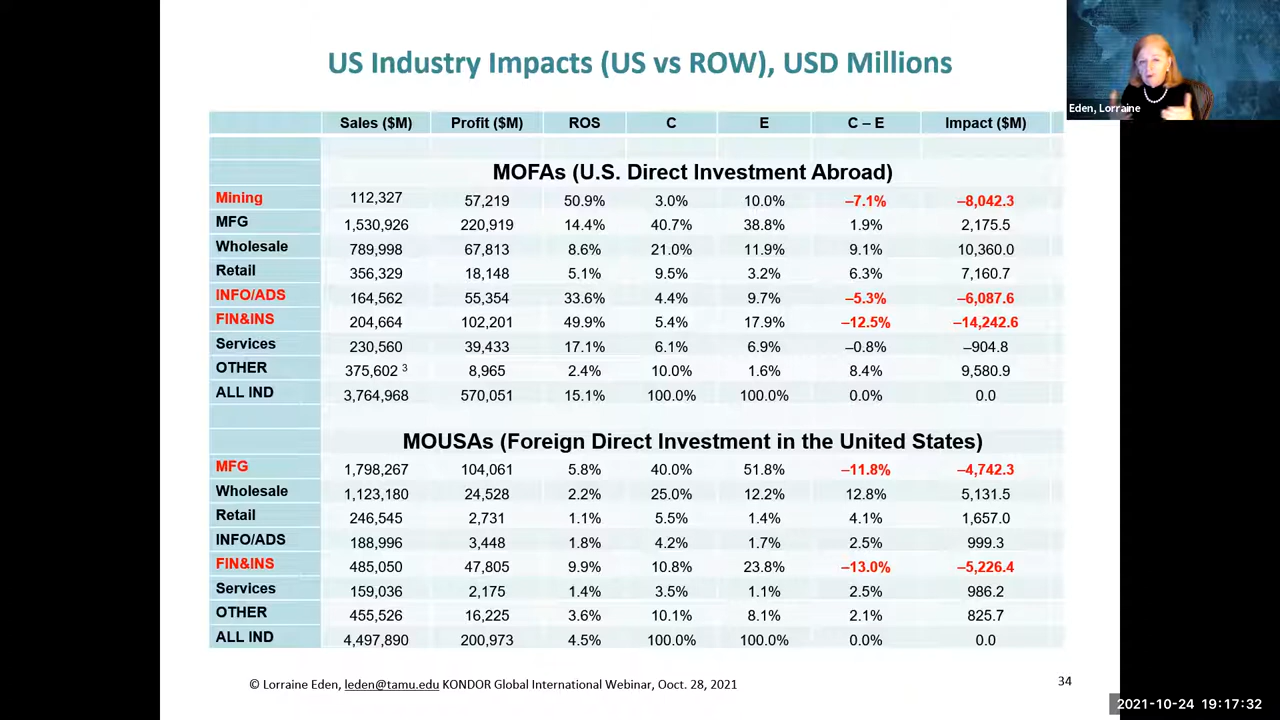 US Industry Impacts (US vs ROW), USD Millions
Eden, Lorraine
Sales ($M) Profit ($M) ROS C E C – E Impact ($M)
MOFAs (U.S. Direct Investment Abroad)
Mining 112,327 57,219 50.9% 3.0% 10.0% –7.1% –8,042.3
MFG 1,530,926 220,919 14.4% 40.7% 38.8% 1.9% 2,175.5
Wholesale 789,998 67,813 8.6% 21.0% 11.9% 9.1% 10,360.0
Retail 356,329 18,148 5.1% 9.5% 3.2% 6.3% 7,160.7
INFO/ADS 164,562 55,354 33.6% 4.4% 9.7% –5.3% –6,087.6
FIN&INS 204,664 102,201 49.9% 5.4% 17.9% –12.5% –14,242.6
Services 230,560 39,433 17.1% 6.1% 6.9% –0.8% –904.8
OTHER 375,602 3 8,965 2.4% 10.0% 1.6% 8.4% 9,580.9
ALL IND 3,764,968 570,051 15.1% 100.0% 100.0% 0.0% 0.0
MOUSAs (Foreign Direct Investment in the United States)
MFG 1,798,267 104,061 5.8% 40.0% 51.8% –11.8% –4,742.3
Wholesale 1,123,180 24,528 2.2% 25.0% 12.2% 12.8% 5,131.5
Retail 246,545 2,731 1.1% 5.5% 1.4% 4.1% 1,657.0
INFO/ADS 188,996 3,448 1.8% 4.2% 1.7% 2.5% 999.3
FIN&INS 485,050 47,805 9.9% 10.8% 23.8% –13.0% –5,226.4
Services 159,036 2,175 1.4% 3.5% 1.1% 2.5% 986.2
OTHER 455,526 16,225 3.6% 10.1% 8.1% 2.1% 825.7
ALL IND 4,497,890 200,973 4.5% 100.0% 100.0% 0.0% 0.0
© Lorraine Eden, leden@tamu.edu KONDOR Global International Webinar, Ooct. 28, 2021
34
2021-10-24 19:17:32